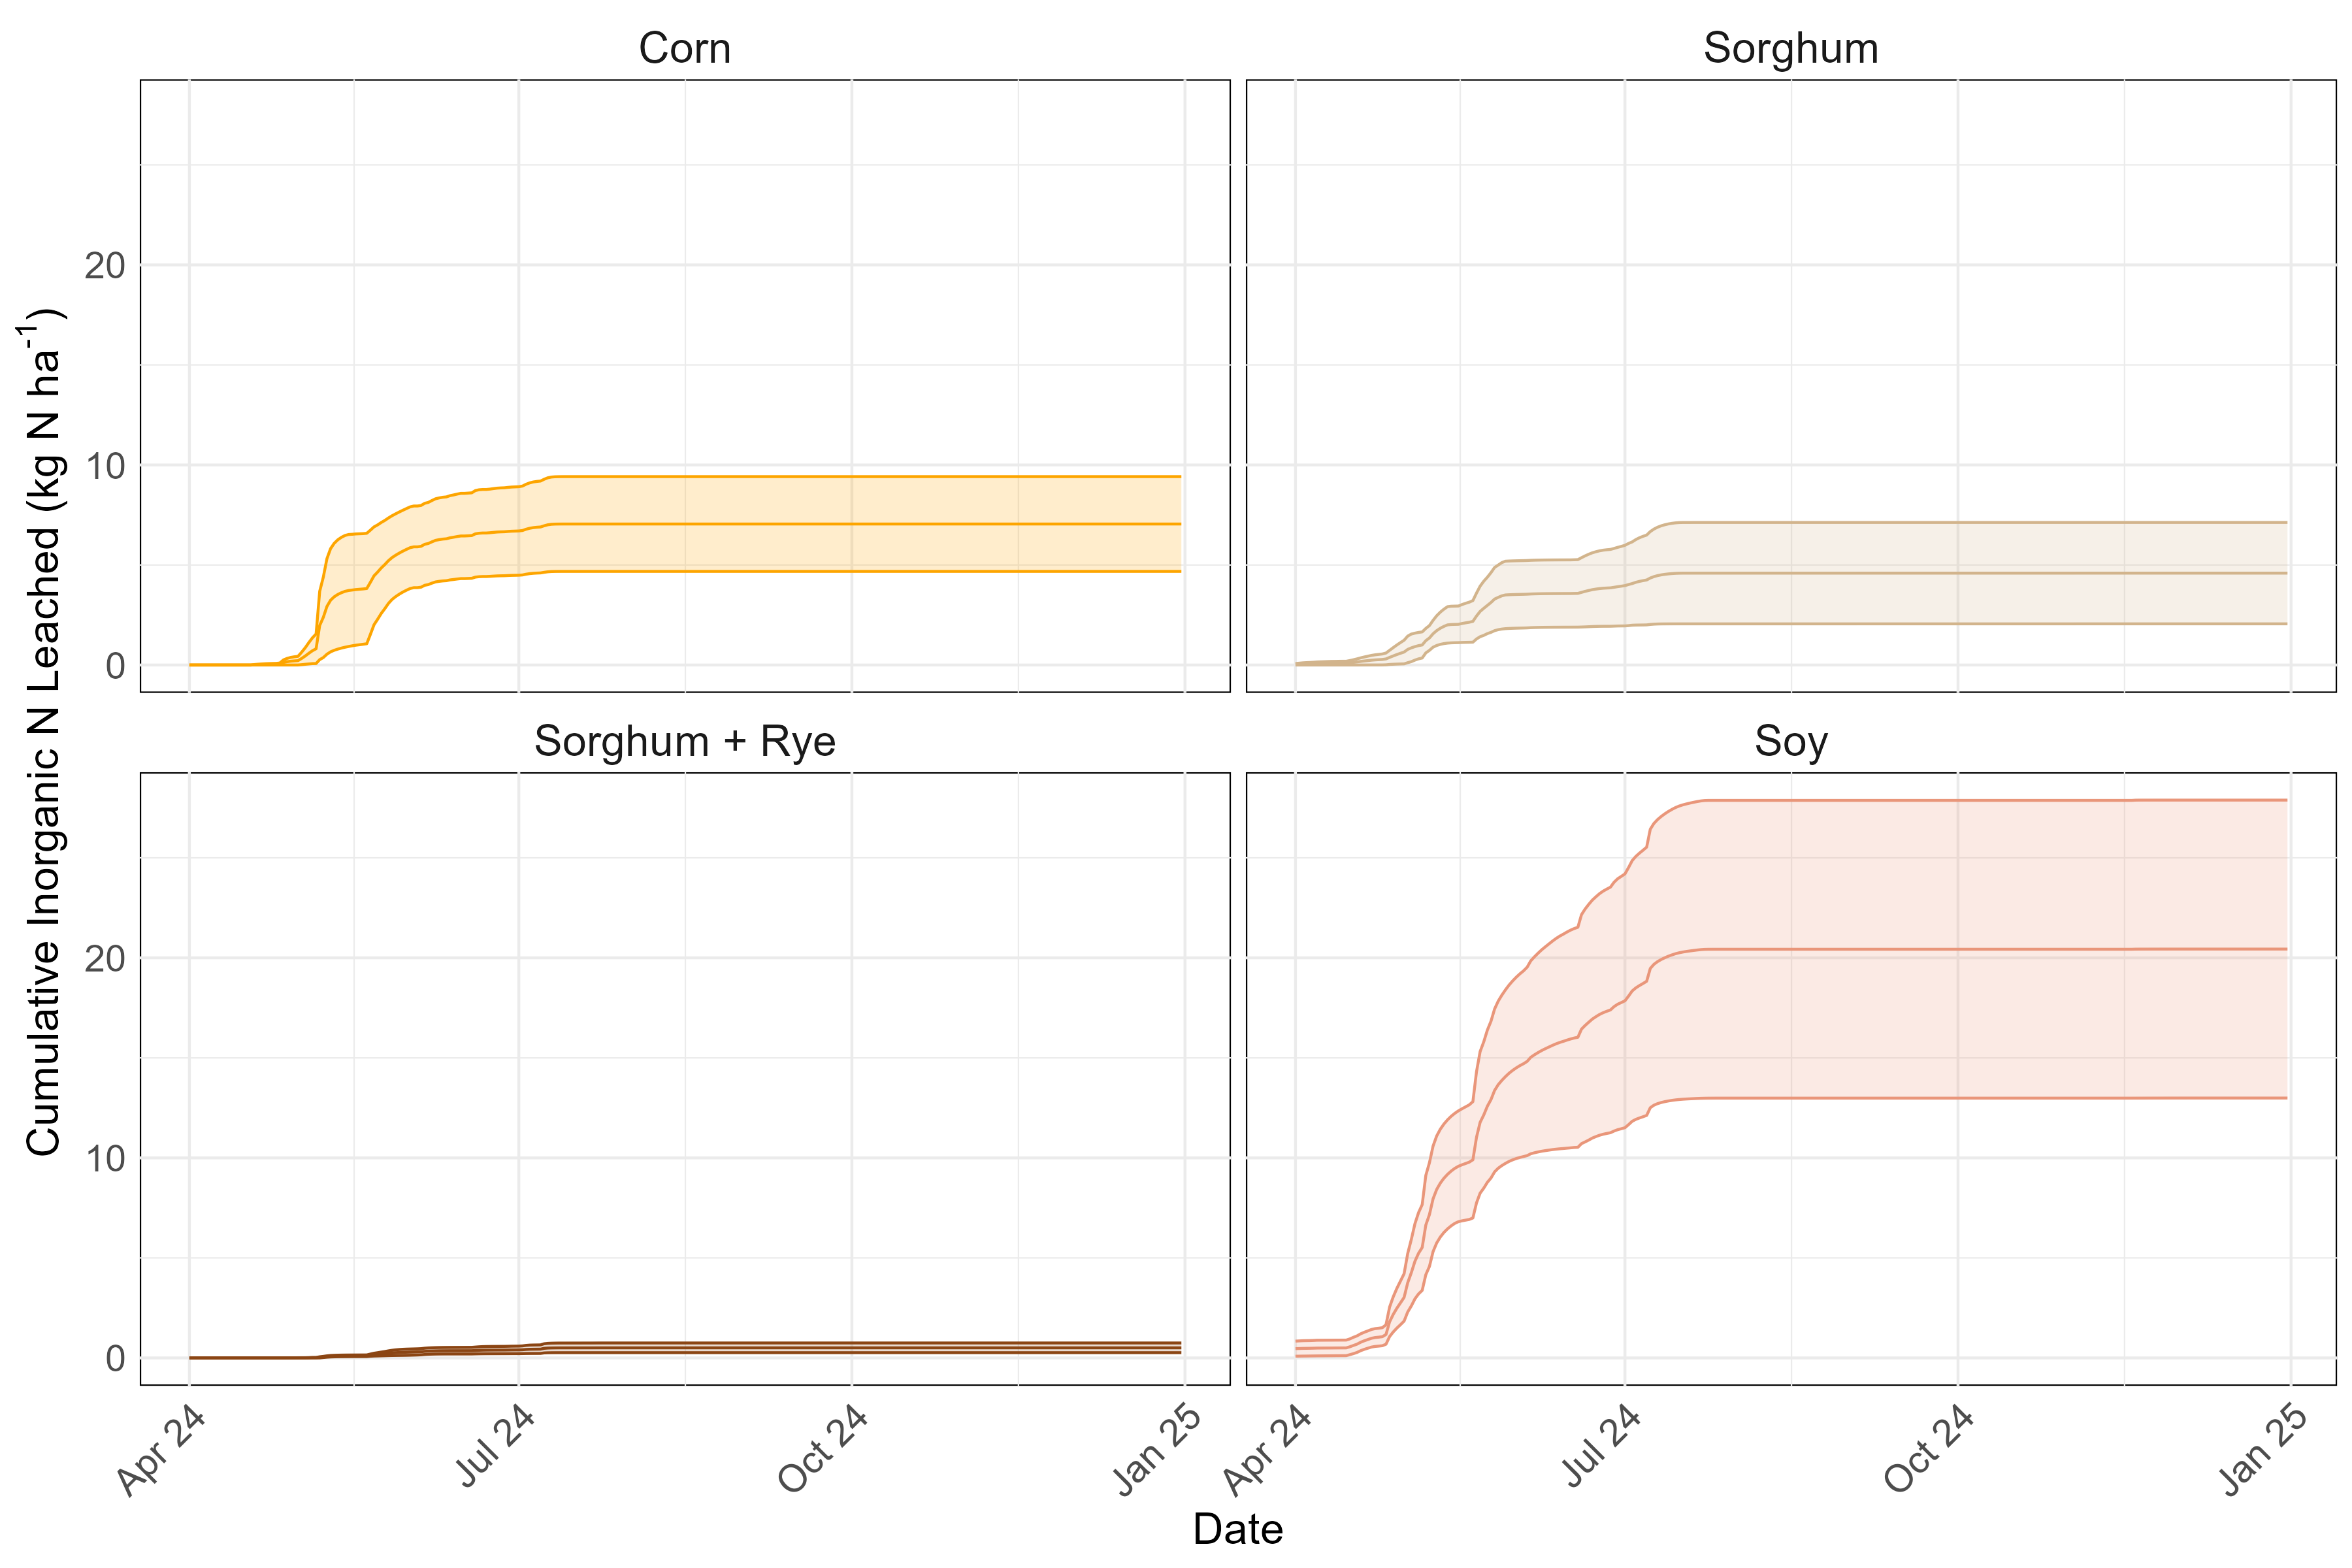 Corn
Sorghum
20
10
0
Sorghum + Rye
Soy
20
10
0
Cumulative Inorganic N Leached (kg N ha⁻¹)
Apr 24
Jul 24
Oct 24
Jan 25
Apr 24
Jul 24
Oct 24
Jan 25
Date